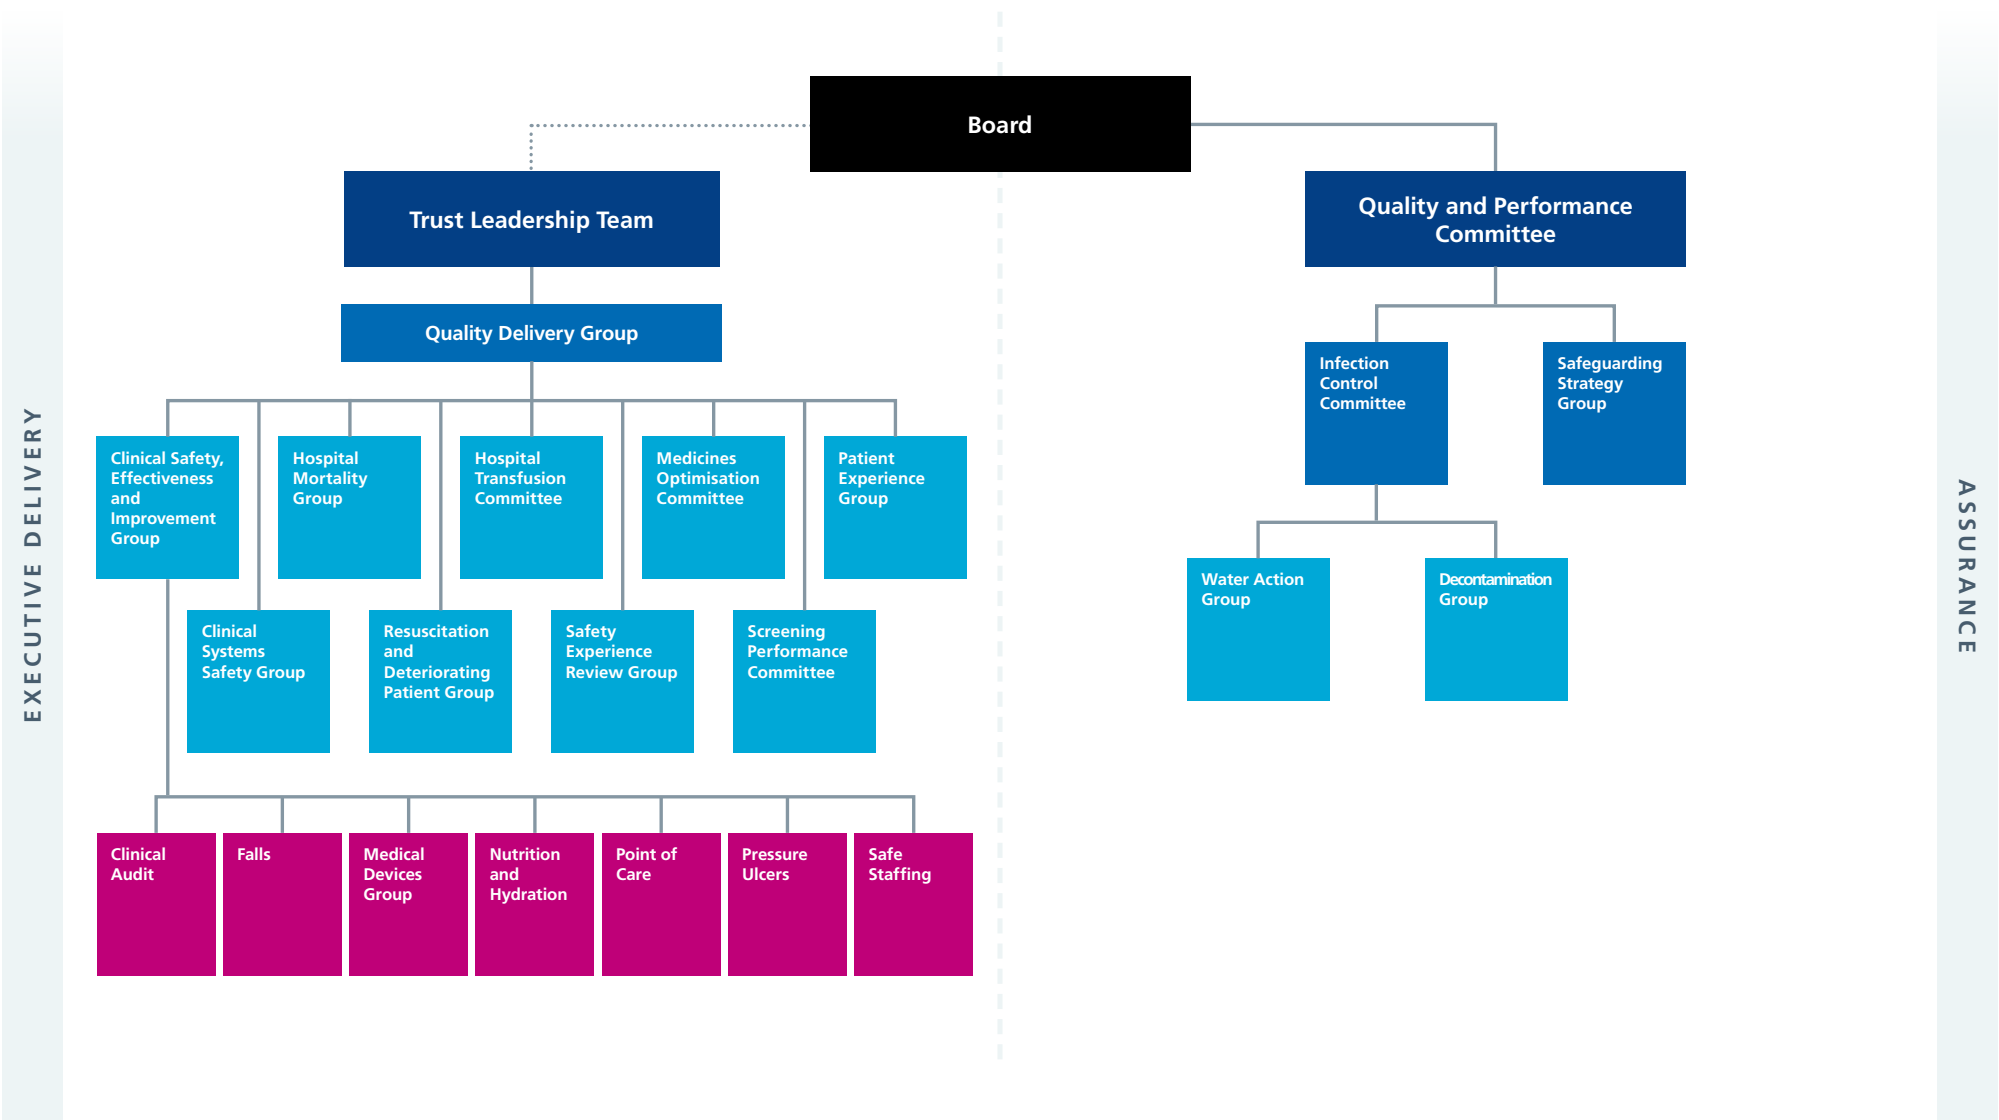 Board
Trust Leadership Team
Quality and Performance
Committee
Quality Delivery Group
EXECUTIVE DELIVERY
ASSURANCE
Clinical Safety,
Effectiveness
and
Improvement
Group
Hospital
Mortality
Group
Hospital
Transfusion
Committee
Medicines
Optimisation
Committee
Patient
Experience
Group
Clinical
Systems
Safety Group
Resuscitation
and
Deteriorating
Patient Group
Safety
Experience
Review Group
Screening
Performance
Committee
Clinical
Audit
Falls
Medical
Devices
Group
Nutrition
and
Hydration
Point of
Care
Pressure
Ulcers
Safe
Staffing
Infection
Control
Committee
Safeguarding
Strategy
Group
Water Action
Group
Decontamination
Group